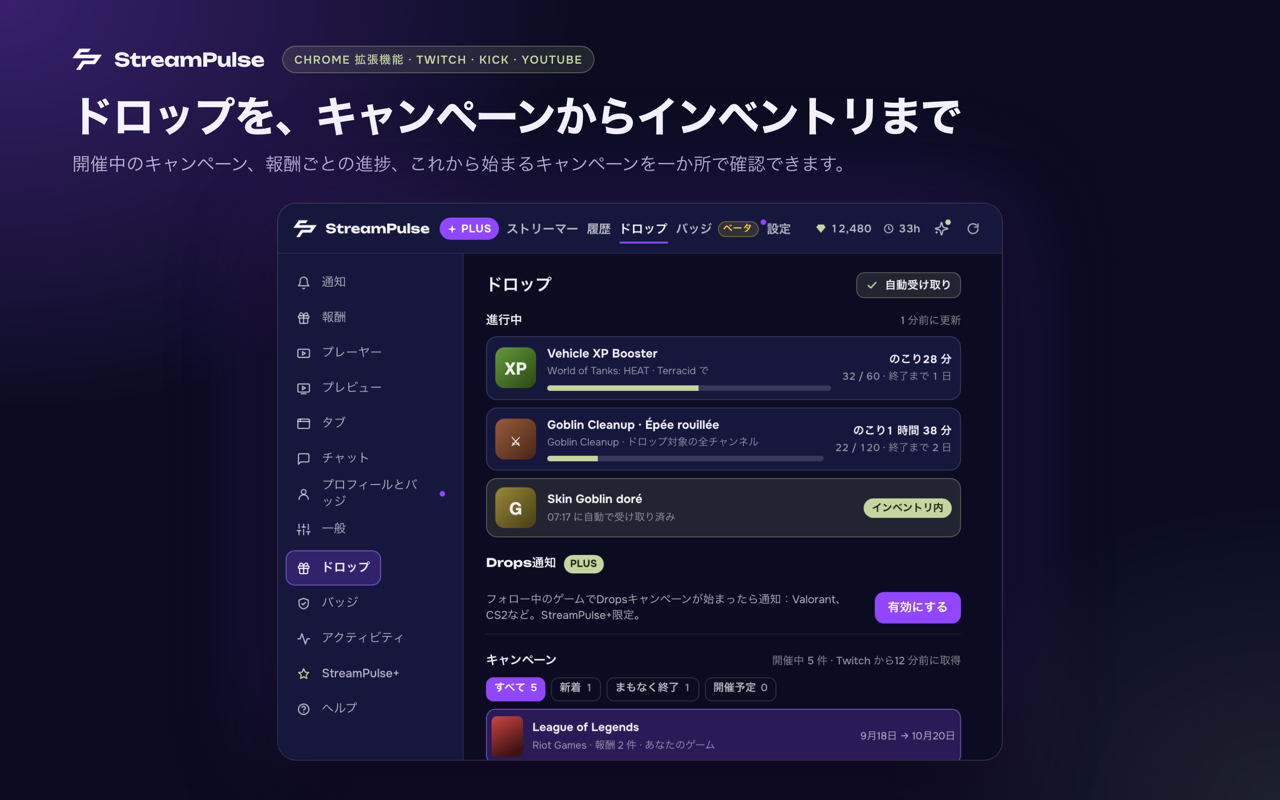 StreamPulse
CHROME 拡張機能 · TWITCH · KICK · YOUTUBE
ドロップを、キャンペーンからインベントリまで
開催中のキャンペーン、報酬ごとの進捗、これから始まるキャンペーンを一か所で確認できます。
StreamPulse PLUS ストリーマー 履歴 ドロップ バッジ ベータ 設定 12,480 33h
通知
報酬
プレーヤー
プレビュー
タブ
チャット
プロフィールとバ
ッジ
一般
ドロップ
バッジ
アクティビティ
StreamPulse+
ヘルプ
ドロップ
自動受け取り
進行中
1 分前に更新
XP
Vehicle XP Booster
World of Tanks: HEAT · Terracid で
のこり28 分
32 / 60 · 終了まで 1 日
Goblin Cleanup · Épée rouillée
Goblin Cleanup · ドロップ対象の全チャンネル
のこり1 時間 38 分
22 / 120 · 終了まで 2 日
G
Skin Goblin doré
07:17 に自動で受け取り済み
インベントリ内
Drops通知 PLUS
フォロー中のゲームでDropsキャンペーンが始まったら通知：Valorant、
CS2など。StreamPulse+限定。
有効にする
キャンペーン
開催中 5 件 · Twitch から12 分前に取得
すべて 5 新着 1 まもなく終了 1 開催予定 0
League of Legends
Riot Games · 報酬 2 件 · あなたのゲーム
9月18日 → 10月20日